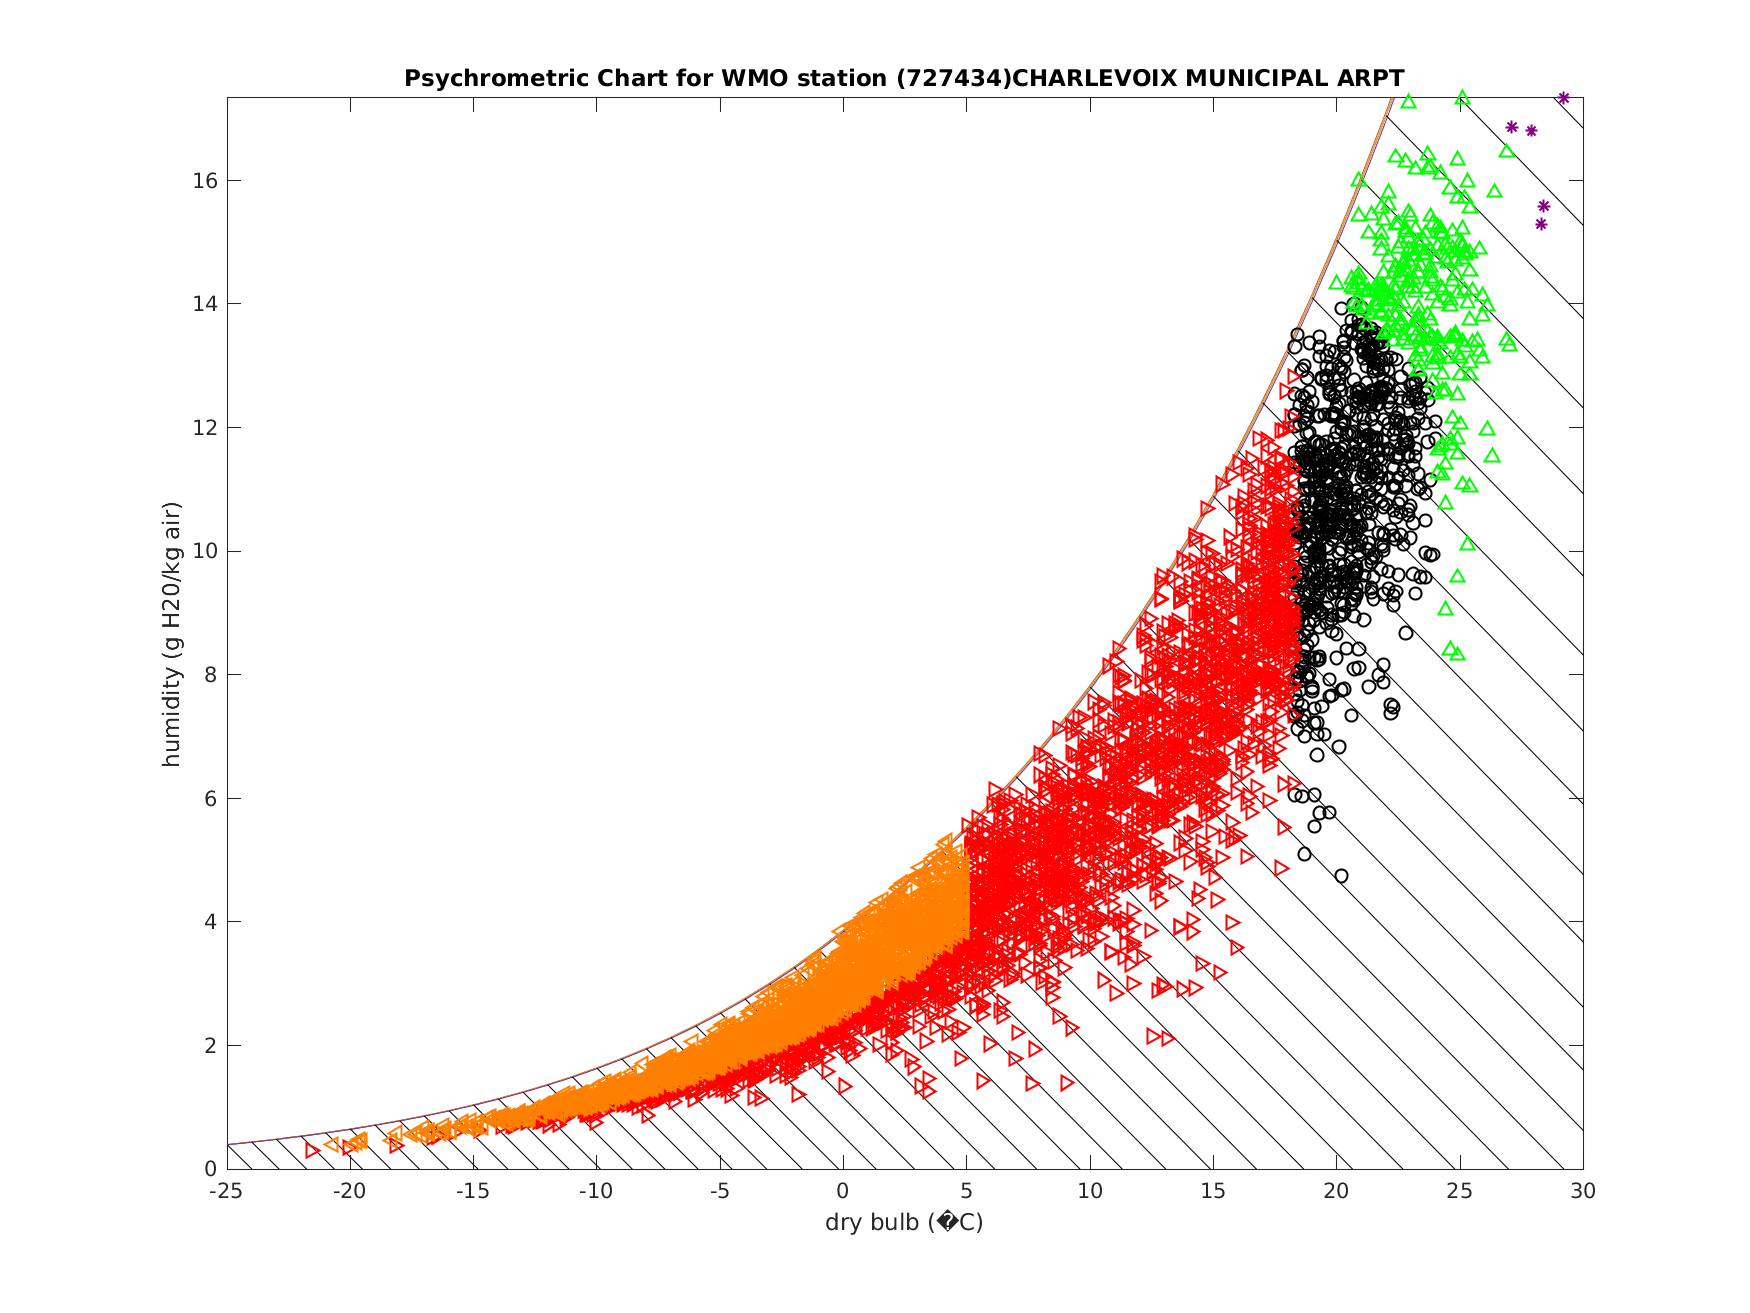 Psychrometric Chart for WMO station (727434)CHARLEVOIX MUNICIPAL ARPT
humidity (g H20/kg air)
16
14
12
10
8
6
4
2
0
-25 -20 -15 -10 -5 0 5 10 15 20 25 30
dry bulb (�C)